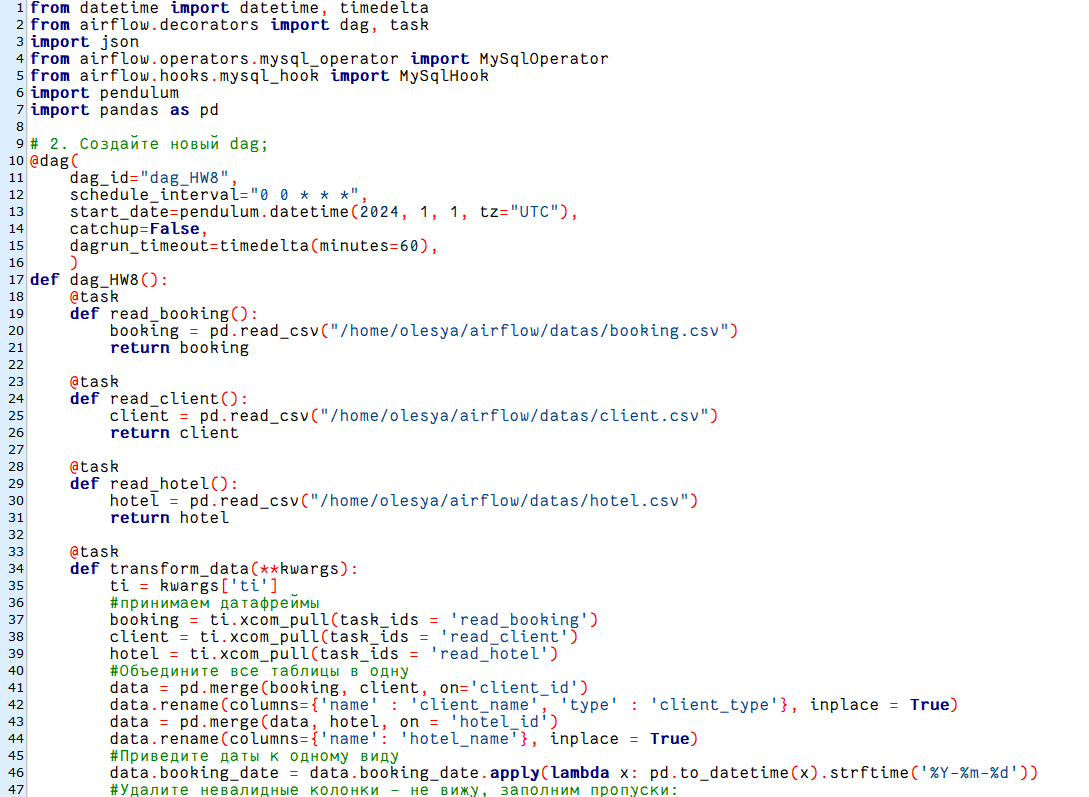 1 from datetime import datetime, timedelta
2 from airflow.decorators import dag, task
3 import json
4 from airflow.operators.mysql_operator import MySqlOperator
5 from airflow.hooks.mysql_hook import MySqlHook
6 import pendulum
7 import pandas as pd
8
9 # 2. Создайте новый dag;
10 @dag(
11     dag_id="dag_HW8",
12     schedule_interval="0 0 * * *",
13     start_date=pendulum.datetime(2024, 1, 1, tz="UTC"),
14     catchup=False,
15     dagrun_timeout=timedelta(minutes=60),
16     )
17 def dag_HW8():
18     @task
19     def read_booking():
20         booking = pd.read_csv("/home/olesya/airflow/datas/booking.csv")
21         return booking
22
23     @task
24     def read_client():
25         client = pd.read_csv("/home/olesya/airflow/datas/client.csv")
26         return client
27
28     @task
29     def read_hotel():
30         hotel = pd.read_csv("/home/olesya/airflow/datas/hotel.csv")
31         return hotel
32
33     @task
34     def transform_data(**kwargs):
35         ti = kwargs['ti']
36         #принимаем датафреймы
37         booking = ti.xcom_pull(task_ids = 'read_booking')
38         client = ti.xcom_pull(task_ids = 'read_client')
39         hotel = ti.xcom_pull(task_ids = 'read_hotel')
40         #Объедините все таблицы в одну
41         data = pd.merge(booking, client, on='client_id')
42         data.rename(columns={'name' : 'client_name', 'type' : 'client_type'}, inplace = True)
43         data = pd.merge(data, hotel, on = 'hotel_id')
44         data.rename(columns={'name': 'hotel_name'}, inplace = True)
45         #Приведите даты к одному виду
46         data.booking_date = data.booking_date.apply(lambda x: pd.to_datetime(x).strftime('%Y-%m-%d'))
47         #Удалите невалидные колонки - не вижу, заполним пропуски: